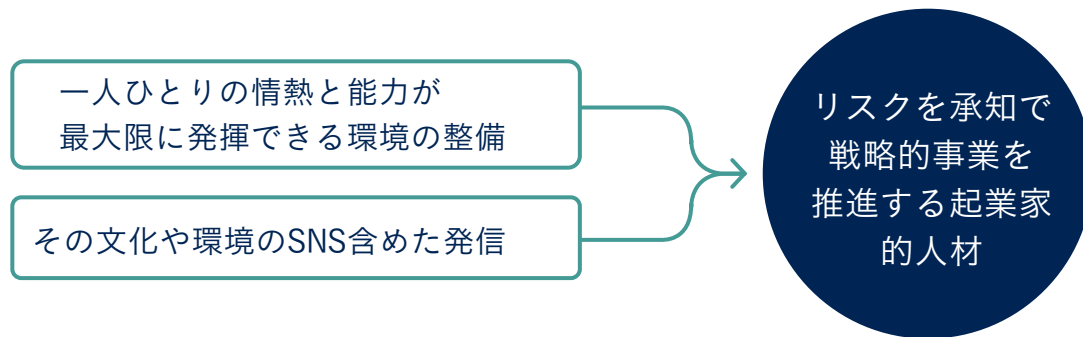 一人ひとりの情熱と能力が
最大限に発揮できる環境の整備
その文化や環境のSNS含めた発信
リスクを承知で
戦略的事業を
推進する起業家
的人材